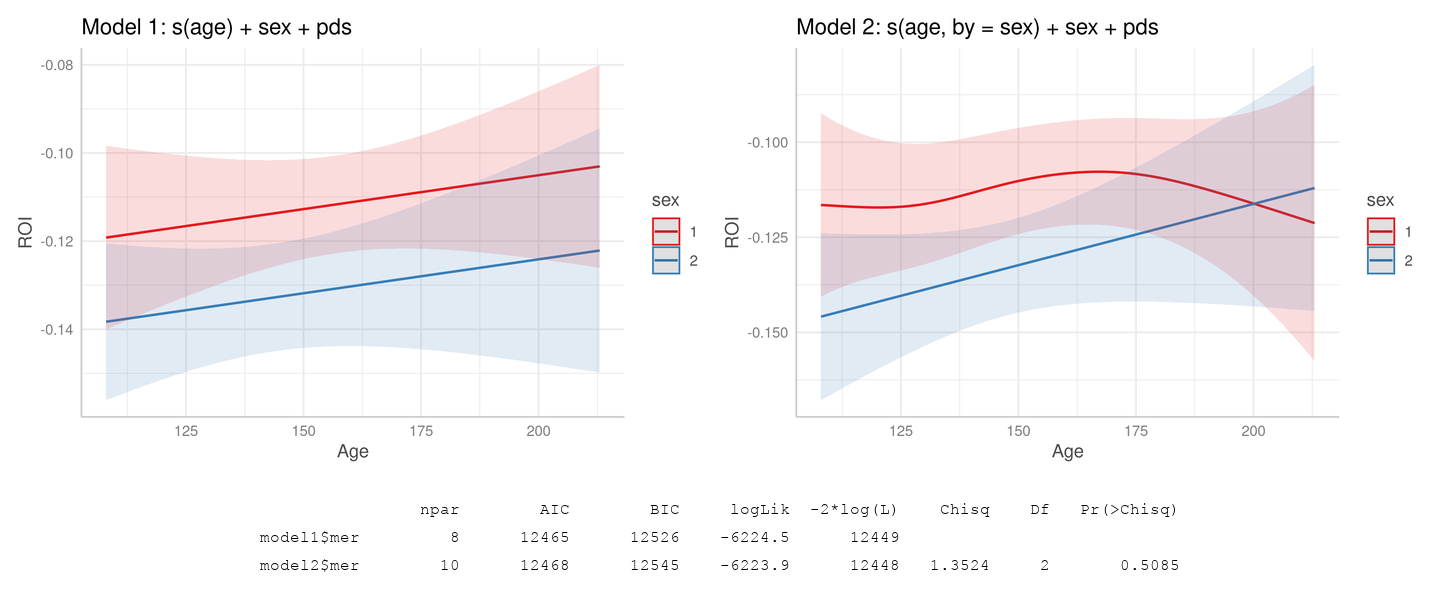 Model 1: s(age) + sex + pds
-0.08
-0.10
-0.12
-0.14
ROI
125 150 175 200
Age
sex
1
2
Model 2: s(age, by = sex) + sex + pds
-0.100
-0.125
-0.150
ROI
125 150 175 200
Age
sex
1
2
npar AIC BIC logLik -2*log(L) Chisq Df Pr(>Chisq)
model1$mer 8 12465 12526 -6224.5 12449
model2$mer 10 12468 12545 -6223.9 12448 1.3524 2 0.5085